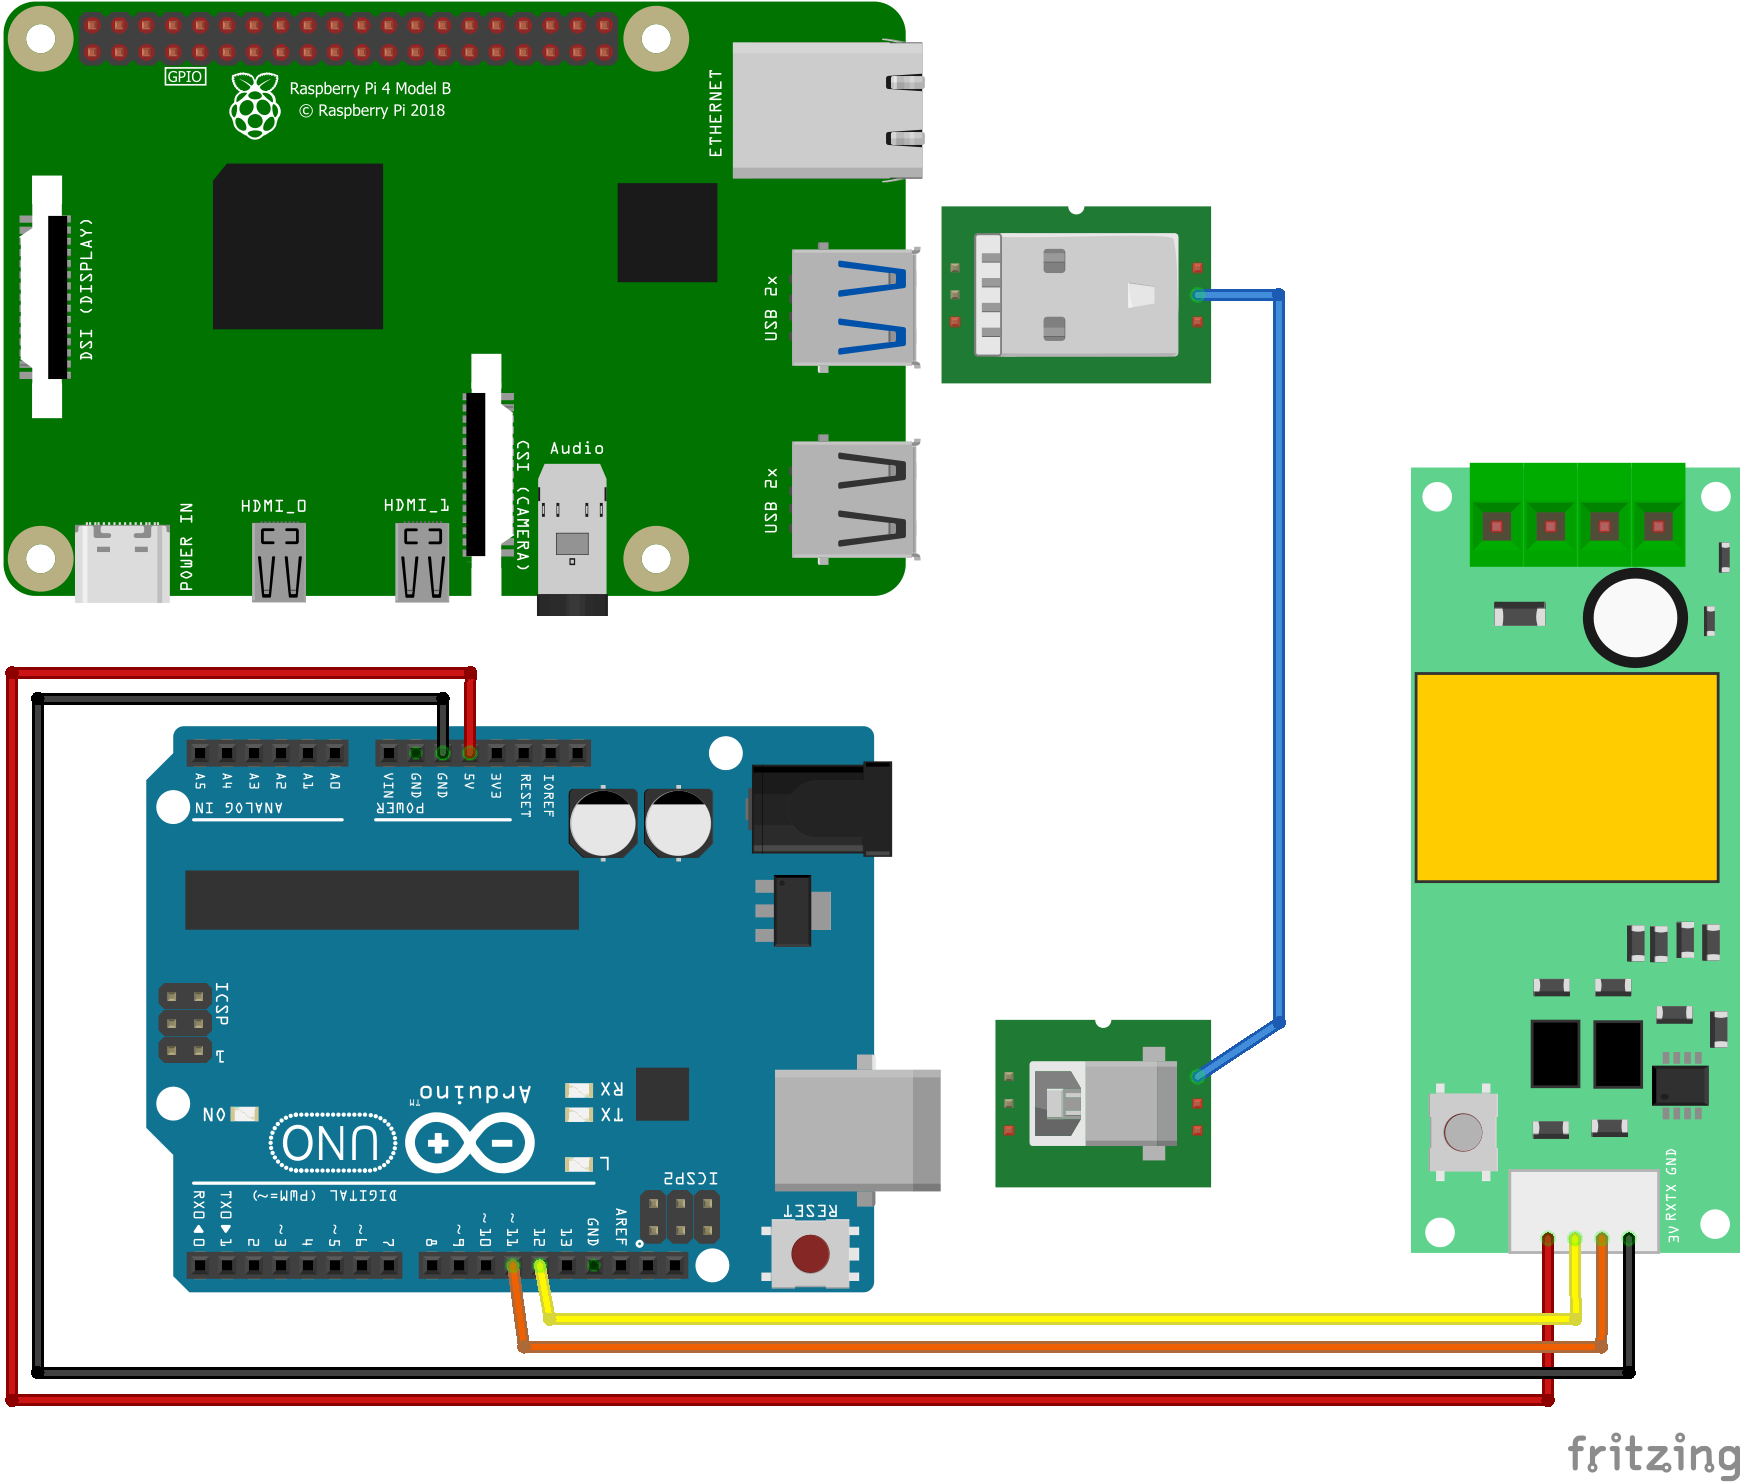 GPIO
Raspberry Pi 4 Model B
© Raspberry Pi 2018
ETHERNET
DSI (DISPLAY)
USB 2x
USB 2x
Audio
CSI (CAMERA)
HDMI_0
HDMI_1
POWER IN
A5
A4
A3
A2
A1
A0
VIN
GND
GND
5V
3V3
RESET
IOREF
ANALOG IN
POWER
ICSP
1
ON
Arduino
TM
UNO
RX
TX
L
ICSP2
DIGITAL (PWM=~)
RX0
TX0
RESET
0
1
2
~3
4
~5
~6
7
8
~9
~10
~11
12
13
GND
AREF
3V RXTX GND
fritzing